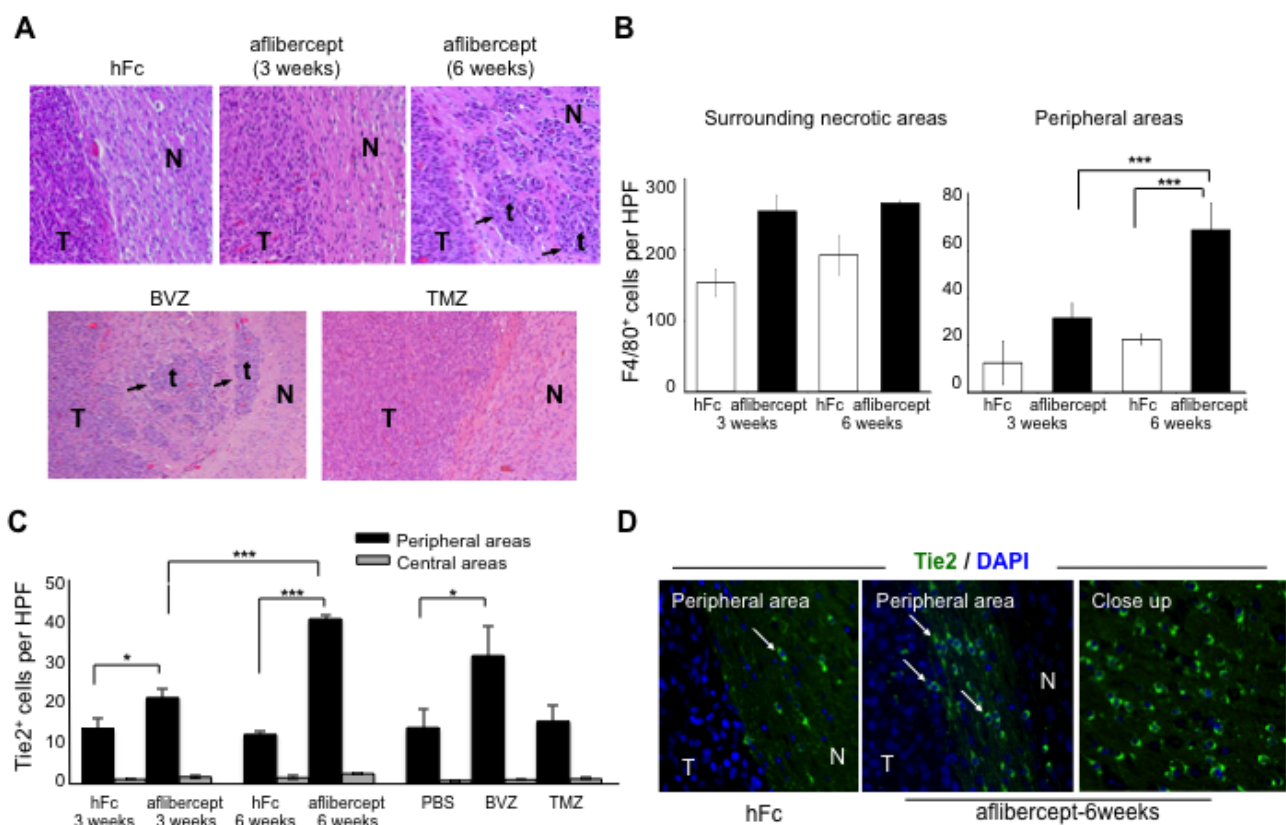 A
hFc
aflibercept
(3 weeks)
aflibercept
(6 weeks)
T
N
T
N
T
t
t
N
BVZ
TMZ
T
t
t
N
T
N
B
Surrounding necrotic areas
Peripheral areas
F4/80⁺ cells per HPF
300
200
100
0
hFc aflibercept
3 weeks
hFc aflibercept
6 weeks
80
60
40
20
0
***
***
hFc aflibercept
3 weeks
hFc aflibercept
6 weeks
C
Peripheral areas
Central areas
Tie2⁺ cells per HPF
50
40
30
20
10
0
*
***
***
*
hFc
3 weeks
aflibercept
3 weeks
hFc
6 weeks
aflibercept
6 weeks
PBS
BVZ
TMZ
D
Tie2 / DAPI
Peripheral area
T
N
Peripheral area
T
N
Close up
hFc
aflibercept-6weeks